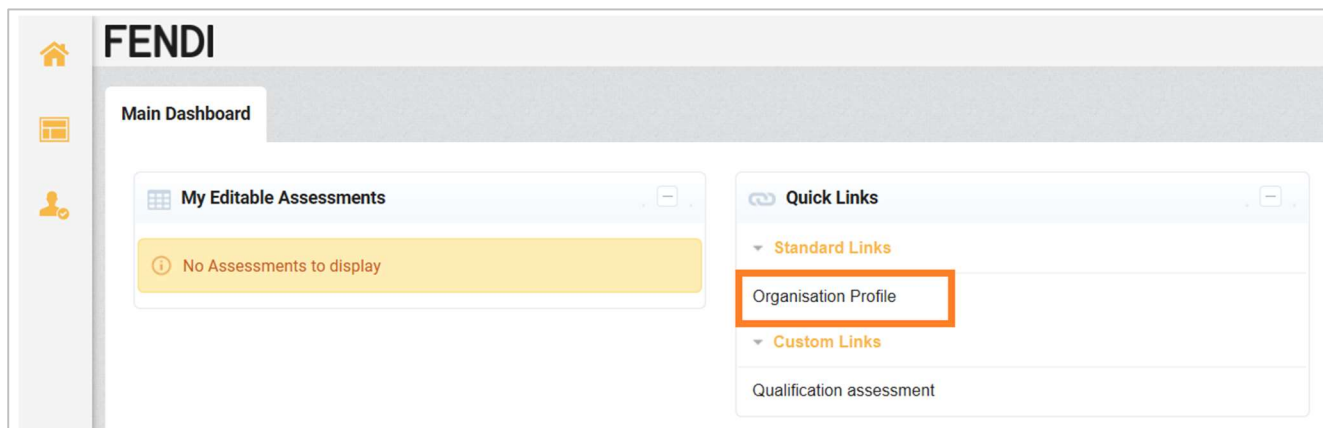 FENDI
Main Dashboard
My Editable Assessments
No Assessments to display
Quick Links
Standard Links
Organisation Profile
Custom Links
Qualification assessment